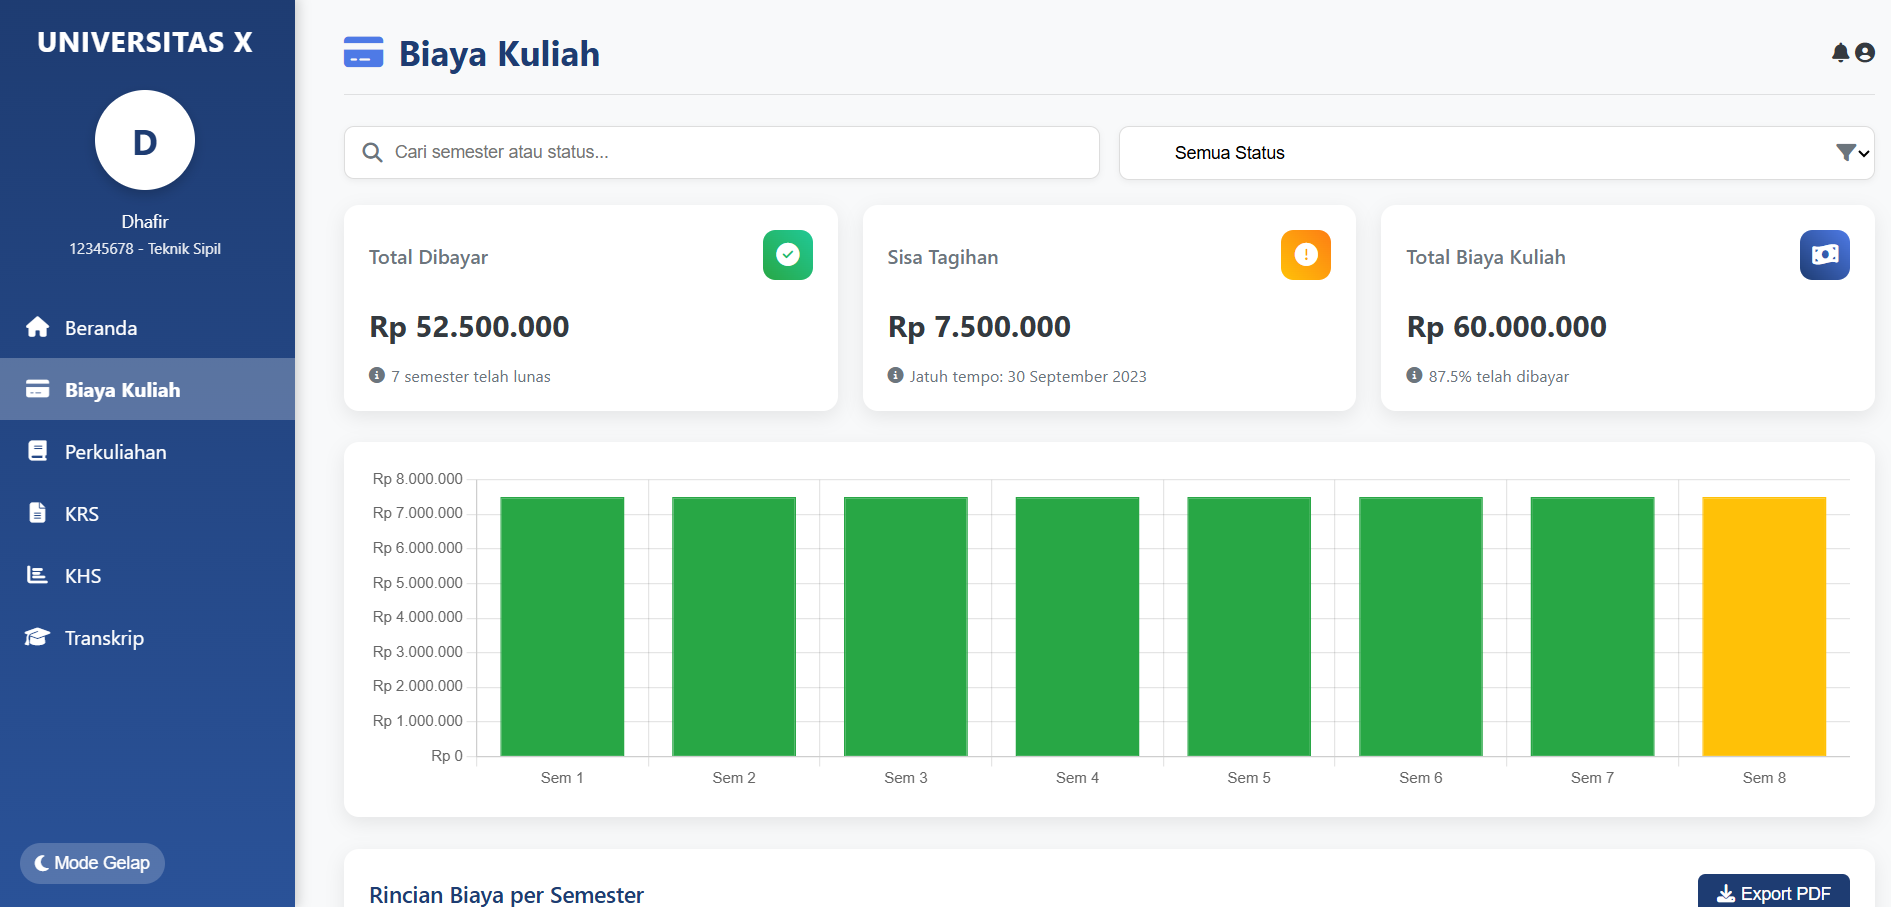 UNIVERSITAS X
D
Dhafir
12345678 - Teknik Sipil
Beranda
Biaya Kuliah
Perkuliahan
KRS
KHS
Transkrip
Mode Gelap
Biaya Kuliah
Cari semester atau status...
Semua Status
Total Dibayar
Rp 52.500.000
7 semester telah lunas
Sisa Tagihan
Rp 7.500.000
Jatuh tempo: 30 September 2023
Total Biaya Kuliah
Rp 60.000.000
87.5% telah dibayar
Rp 8.000.000
Rp 7.000.000
Rp 6.000.000
Rp 5.000.000
Rp 4.000.000
Rp 3.000.000
Rp 2.000.000
Rp 1.000.000
Rp 0
Sem 1 Sem 2 Sem 3 Sem 4 Sem 5 Sem 6 Sem 7 Sem 8
Rincian Biaya per Semester
Export PDF